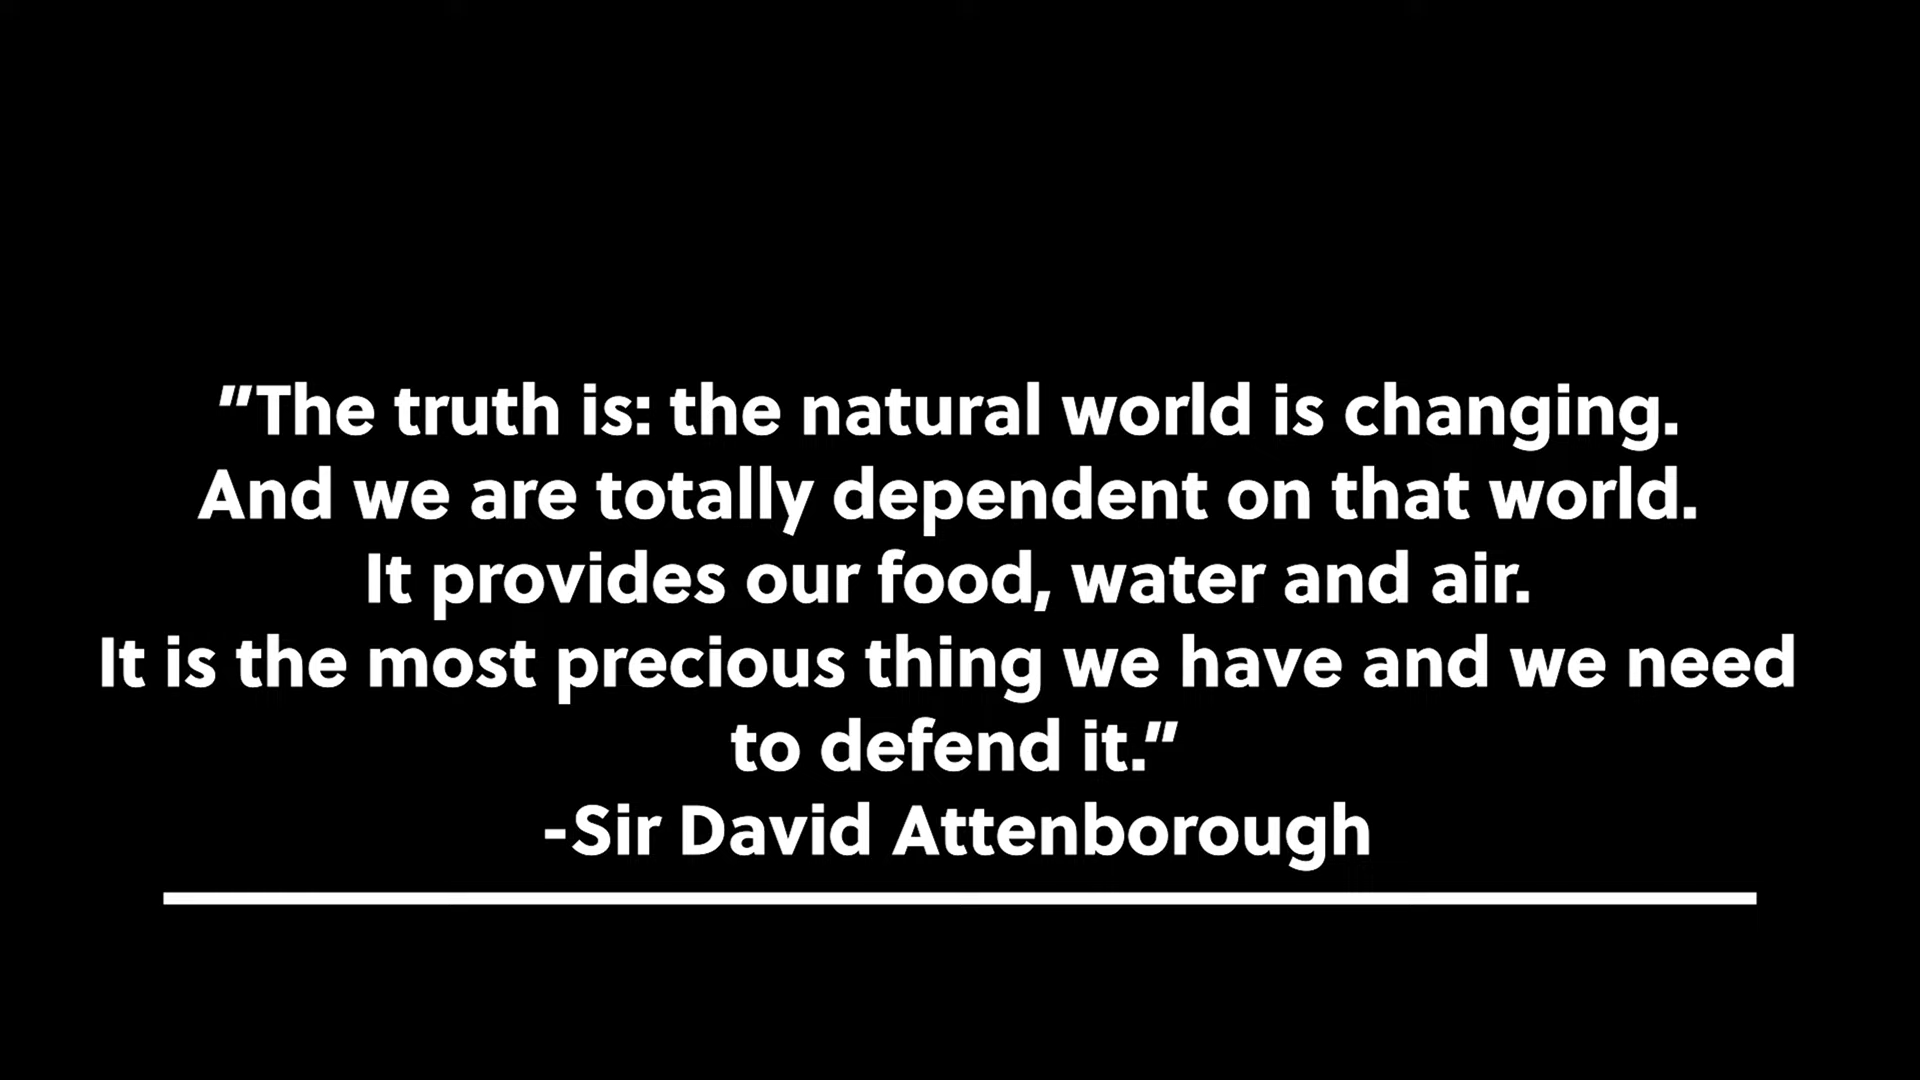 "The truth is: the natural world is changing.
And we are totally dependent on that world.
It provides our food, water and air.
It is the most precious thing we have and we need
to defend it."
-Sir David Attenborough